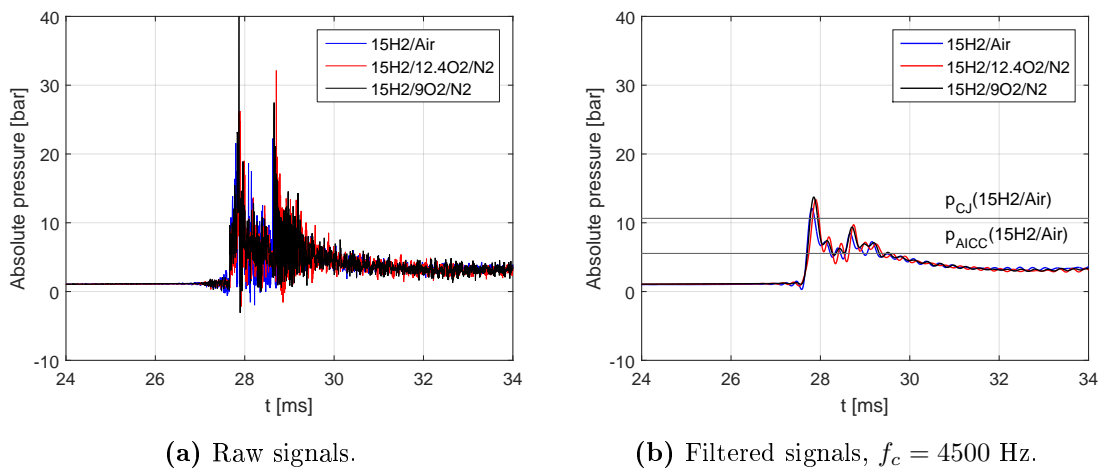 40
30
20
10
0
-10
Absolute pressure [bar]
15H2/Air
15H2/12.4O2/N2
15H2/9O2/N2
24 26 28 30 32 34
t [ms]
(a) Raw signals.
40
30
20
10
0
-10
Absolute pressure [bar]
15H2/Air
15H2/12.4O2/N2
15H2/9O2/N2
p_CJ(15H2/Air)
p_AICC(15H2/Air)
24 26 28 30 32 34
t [ms]
(b) Filtered signals, f_c = 4500 Hz.